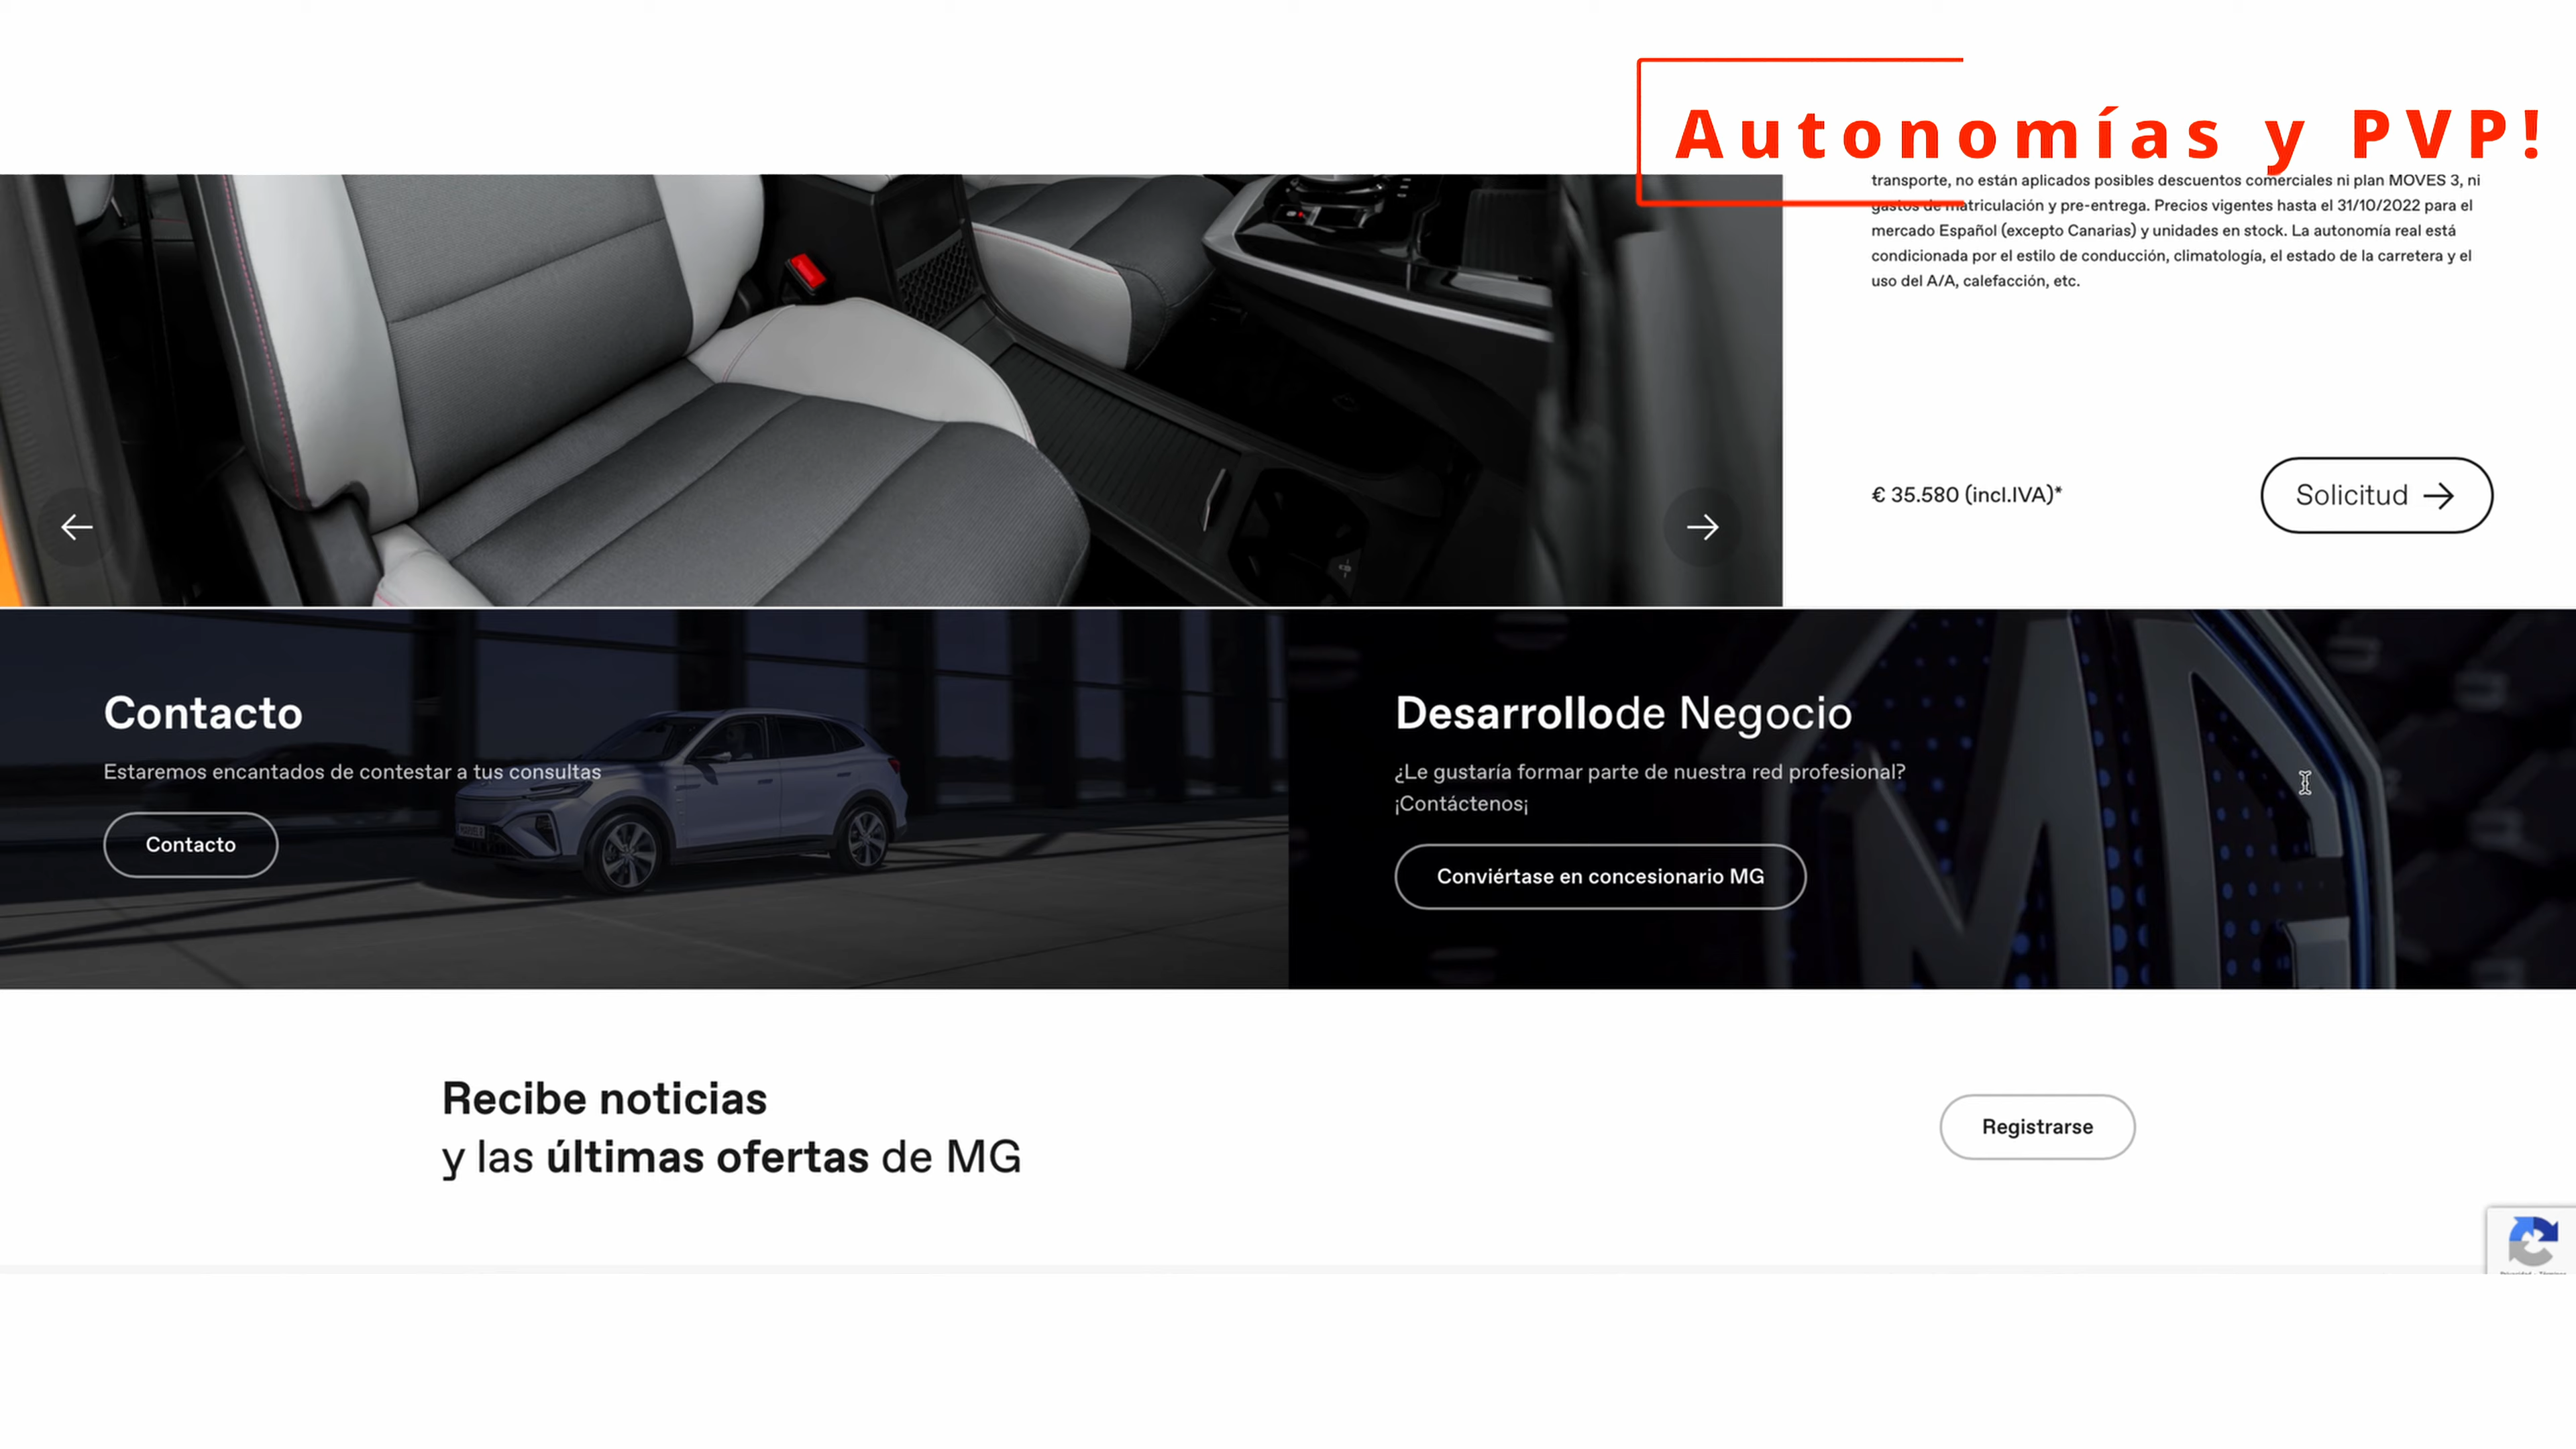 Autonomías y PVP!
transporte, no están aplicados posibles descuentos comerciales ni plan MOVES 3, ni
gastos de matriculación y pre-entrega. Precios vigentes hasta el 31/10/2022 para el
mercado Español (excepto Canarias) y unidades en stock. La autonomía real está
condicionada por el estilo de conducción, climatología, el estado de la carretera y el
uso del A/A, calefacción, etc.
€ 35.580 (incl.IVA)*
Solicitud
Contacto
Estaremos encantados de contestar a tus consultas
Contacto
Desarrollode Negocio
¿Le gustaría formar parte de nuestra red profesional?
¡Contáctenos¡
Conviértase en concesionario MG
MG
Recibe noticias
y las últimas ofertas de MG
Registrarse